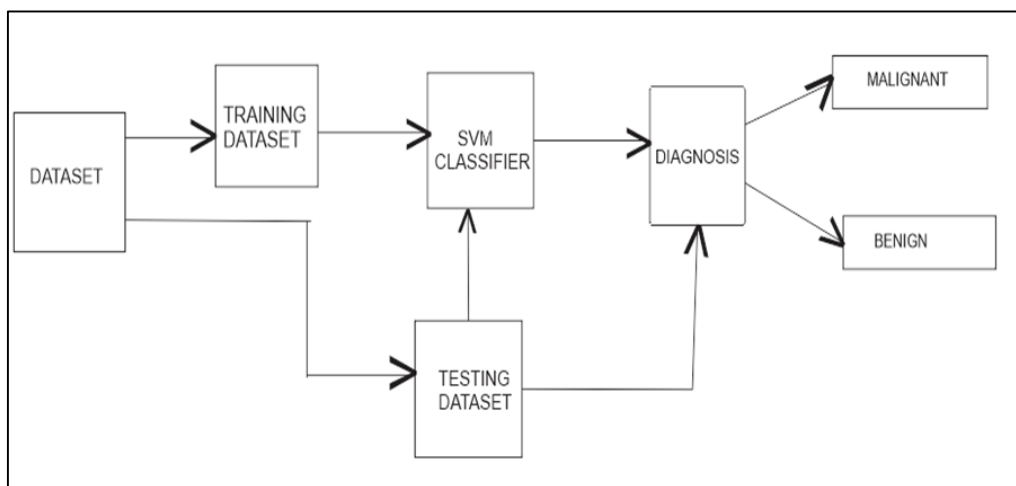 DATASET
TRAINING
DATASET
SVM
CLASSIFIER
DIAGNOSIS
MALIGNANT
BENIGN
TESTING
DATASET